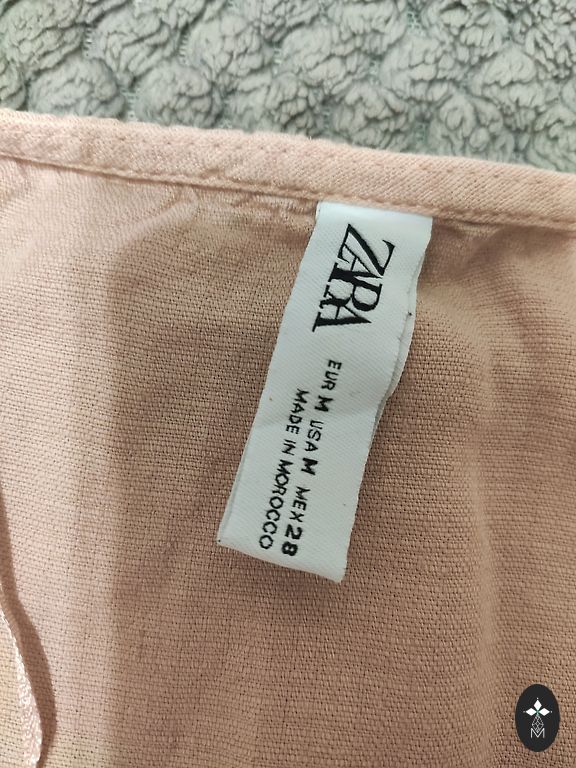 ZARA
EUR M USA M MEX 28
MADE IN MOROCCO
M